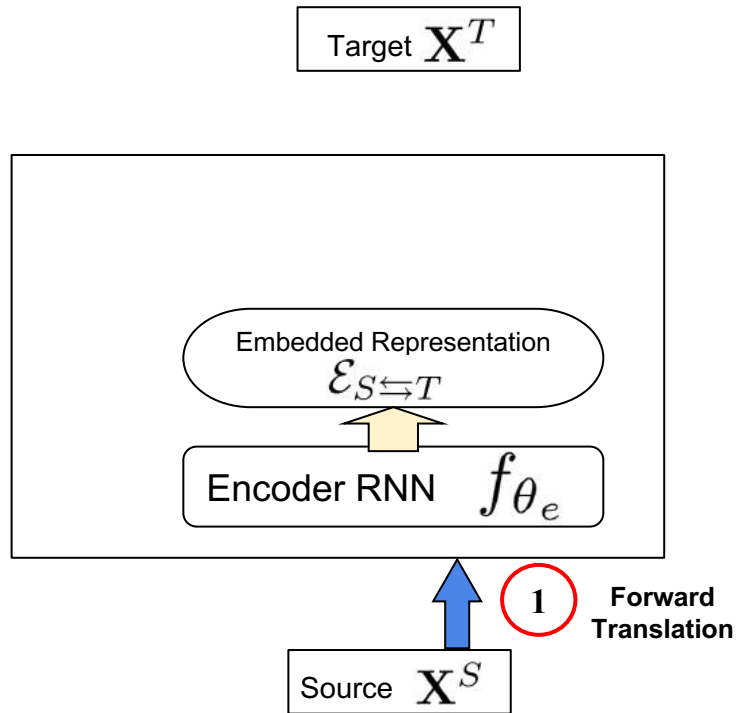 Target X^T
Embedded Representation
ℰ_{S⇆T}
Encoder RNN f_{θ_e}
1
Forward
Translation
Source X^S